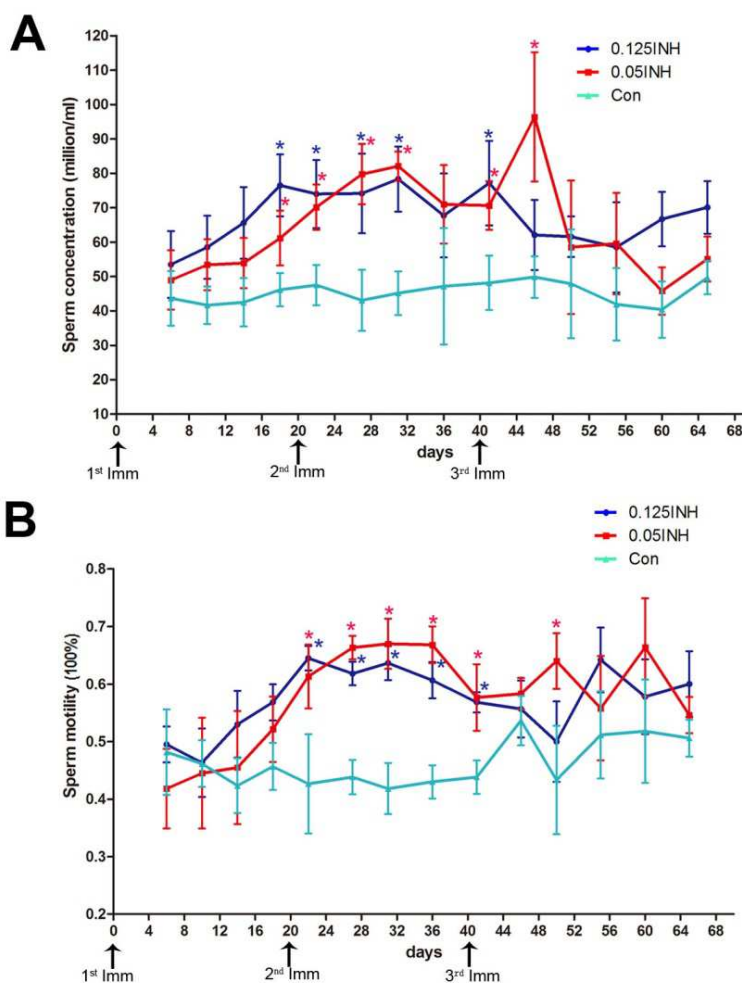 A
Sperm concentration (million/ml)
120
110
100
90
80
70
60
50
40
30
20
10
0.125INH
0.05INH
Con
* * * * *
* * * * * *
0 4 8 12 16 20 24 28 32 36 40 44 48 52 56 60 64 68
days
1st Imm
2nd Imm
3rd Imm
B
Sperm motility (100%)
0.8
0.7
0.6
0.5
0.4
0.3
0.2
0.125INH
0.05INH
Con
* * * * * *
* * * * *
0 4 8 12 16 20 24 28 32 36 40 44 48 52 56 60 64
days
1st Imm
2nd Imm
3rd Imm